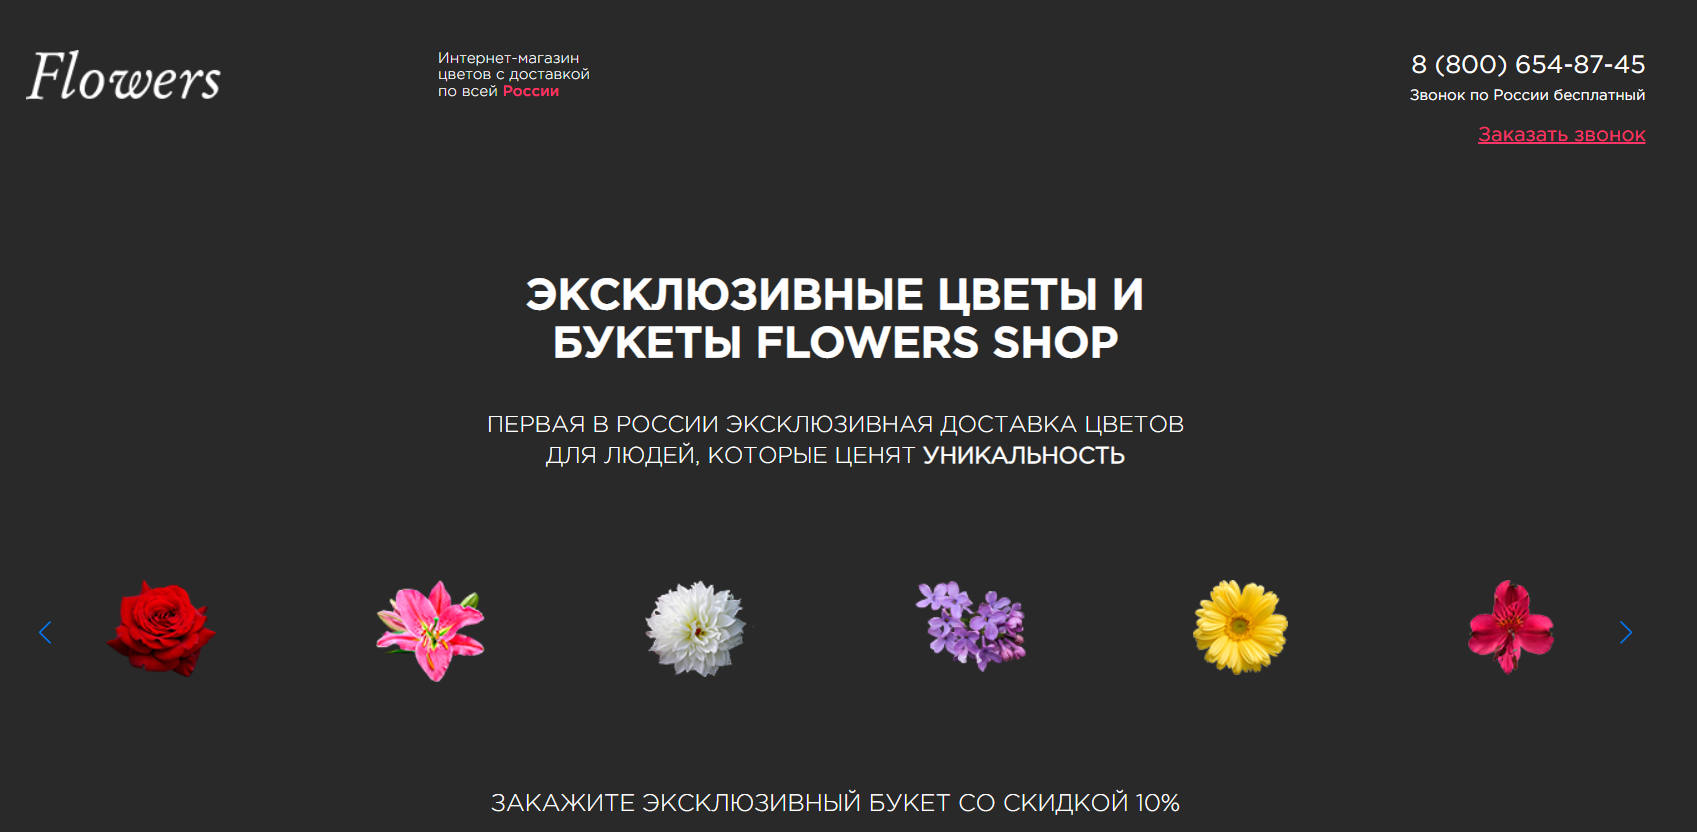 Flowers
Интернет-магазин
цветов с доставкой
по всей России
8 (800) 654-87-45
Звонок по России бесплатный
Заказать звонок
ЭКСКЛЮЗИВНЫЕ ЦВЕТЫ И
БУКЕТЫ FLOWERS SHOP
ПЕРВАЯ В РОССИИ ЭКСКЛЮЗИВНАЯ ДОСТАВКА ЦВЕТОВ
ДЛЯ ЛЮДЕЙ, КОТОРЫЕ ЦЕНЯТ УНИКАЛЬНОСТЬ
ЗАКАЖИТЕ ЭКСКЛЮЗИВНЫЙ БУКЕТ СО СКИДКОЙ 10%